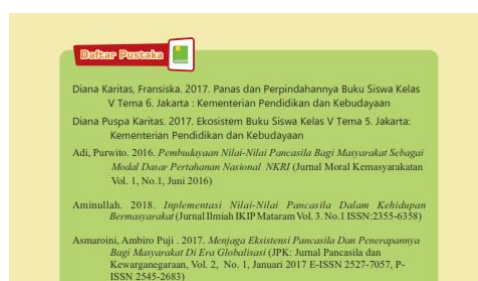 Daftar Pustaka
Diana Karitas, Fransiska. 2017. Panas dan Perpindahannya Buku Siswa Kelas
V Tema 6. Jakarta : Kementerian Pendidikan dan Kebudayaan
Diana Puspa Karitas. 2017. Ekosistem Buku Siswa Kelas V Tema 5. Jakarta:
Kementerian Pendidikan dan Kebudayaan
Adi, Purwito. 2016. Pembudayaan Nilai-Nilai Pancasila Bagi Masyarakat Sebagai
Modal Dasar Pertahanan Nasional NKRI (Jurnal Moral Kemasyarakatan
Vol. 1, No.1, Juni 2016)
Aminullah. 2018. Inplementasi Nilai-Nilai Pancasila Dalam Kehidupan
Bermasyarakat (Jurnal Ilmiah IKIP Mataram Vol. 3. No.1 ISSN:2355-6358)
Asmaroini, Ambiro Puji . 2017. Menjaga Eksistensi Pancasila Dan Penerapannya
Bagi Masyarakat Di Era Globalisasi (JPK: Jurnal Pancasila dan
Kewarganegaraan, Vol. 2, No. 1, Januari 2017 E-ISSN 2527-7057, P-
ISSN 2545-2683)